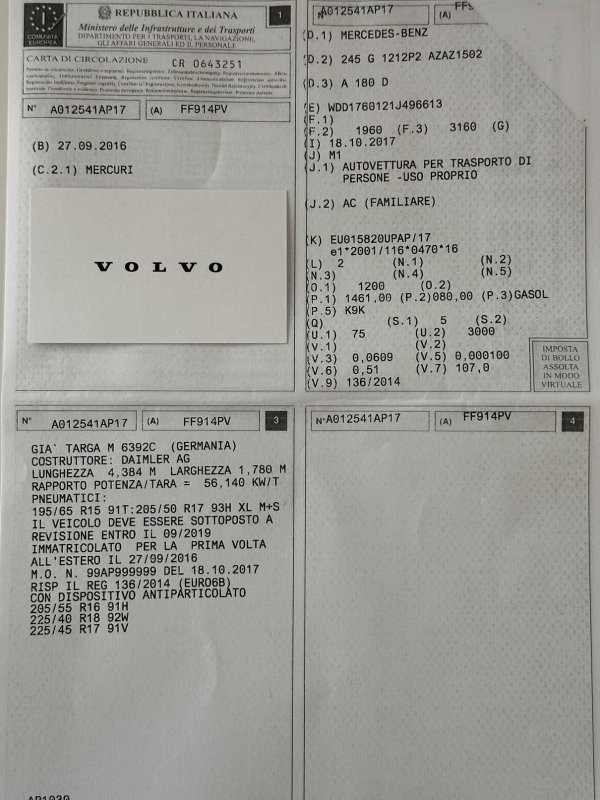 REPUBBLICA ITALIANA
1
Ministero delle Infrastrutture e dei Trasporti
DIPARTIMENTO PER I TRASPORTI, LA NAVIGAZIONE,
GLI AFFARI GENERALI ED IL PERSONALE
I
COMUNITÀ
EUROPEA
CARTA DI CIRCOLAZIONE
CR 0643251
N° A012541AP17 (A) FF914PV
(B) 27.09.2016
(C.2.1) MERCURI
VOLVO
N° A012541AP17 (A)
(D.1) MERCEDES-BENZ
(D.2) 245 G 1212P2 AZAZ1502
(D.3) A 180 D
(E) WDD1760121J496613
(F.1)
(F.2) 1960 (F.3) 3160 (G)
(I) 18.10.2017
(J) M1
(J.1) AUTOVETTURA PER TRASPORTO DI
PERSONE -USO PROPRIO
(J.2) AC (FAMILIARE)
(K) EU015820UPAP/17
e1*2001/116*0470*16
(L) 2 (N.1) (N.2)
(N.3) (N.4) (N.5)
(O.1) 1200 (O.2)
(P.1) 1461,00 (P.2)080,00 (P.3)GASOL
(P.5) K9K
(Q) (S.1) 5 (S.2)
(U.1) 75 (U.2) 3000
(V.1) (V.2)
(V.3) 0,0609 (V.5) 0,000100
(V.6) 0,51 (V.7) 107,0
(V.9) 136/2014
IMPOSTA
DI BOLLO
ASSOLTA
IN MODO
VIRTUALE
N° A012541AP17 (A) FF914PV 3
GIA` TARGA M 6392C (GERMANIA)
COSTRUTTORE: DAIMLER AG
LUNGHEZZA 4,384 M LARGHEZZA 1,780 M
RAPPORTO POTENZA/TARA = 56,140 KW/T
PNEUMATICI:
195/65 R15 91T:205/50 R17 93H XL M+S
IL VEICOLO DEVE ESSERE SOTTOPOSTO A
REVISIONE ENTRO IL 09/2019
IMMATRICOLATO PER LA PRIMA VOLTA
ALL'ESTERO IL 27/09/2016
M.O. N. 99AP999999 DEL 18.10.2017
RISP IL REG 136/2014 (EURO6B)
CON DISPOSITIVO ANTIPARTICOLATO
205/55 R16 91H
225/40 R18 92W
225/45 R17 91V
AP1030
N° A012541AP17 (A) FF914PV 4